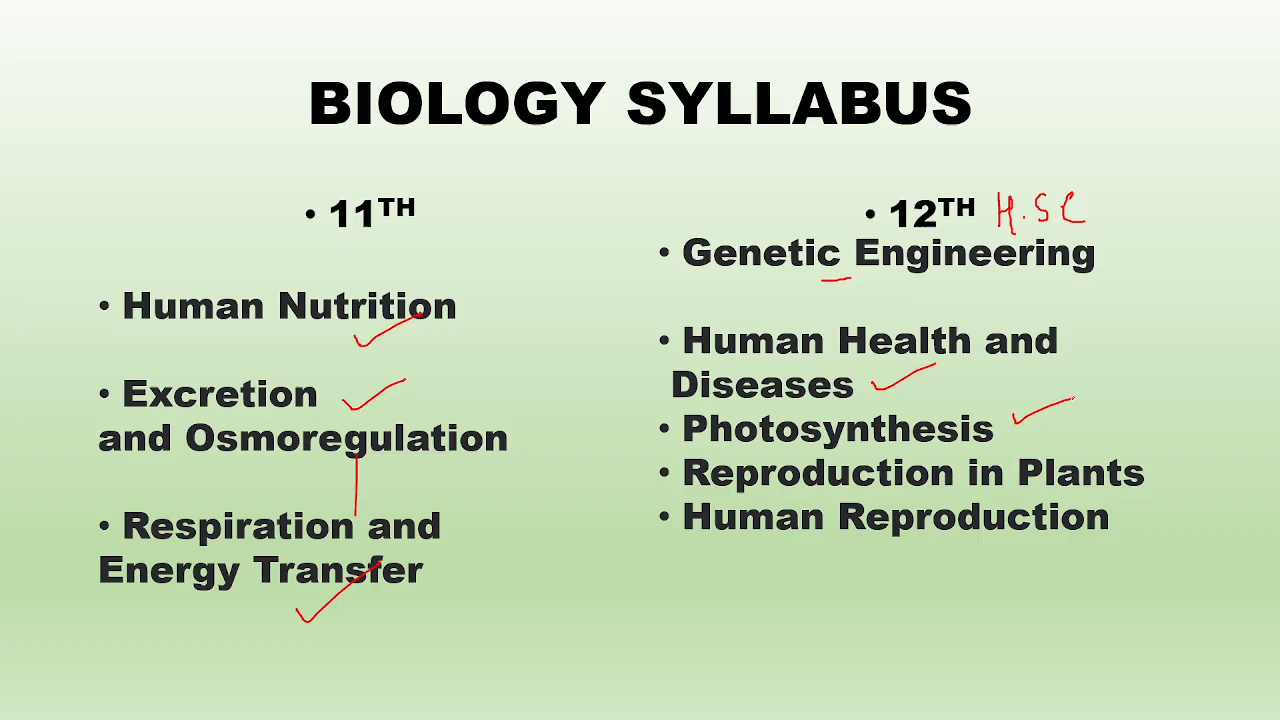 BIOLOGY SYLLABUS
• 11TH
• Human Nutrition
• Excretion
and Osmoregulation
• Respiration and
Energy Transfer
• 12TH H.SC
• Genetic Engineering
• Human Health and
Diseases
• Photosynthesis
• Reproduction in Plants
• Human Reproduction